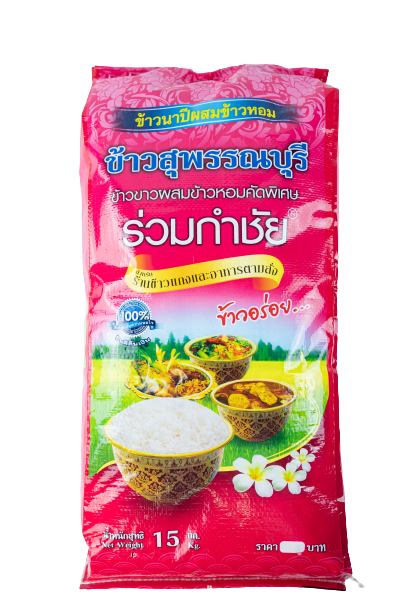 ข้าวนาปีผสมข้าวหอม
ข้าวสุพรรณบุรี
ข้าวขาวผสมข้าวหอมคัดพิเศษ
ร่วมกำชัย
สำหรับ
ร้านข้าวแกงและอาหารตามสั่ง
ข้าวอร่อย...
100%
น้ำหนักสุทธิ 15 กก.
Net Weight Kg.
ราคา บาท